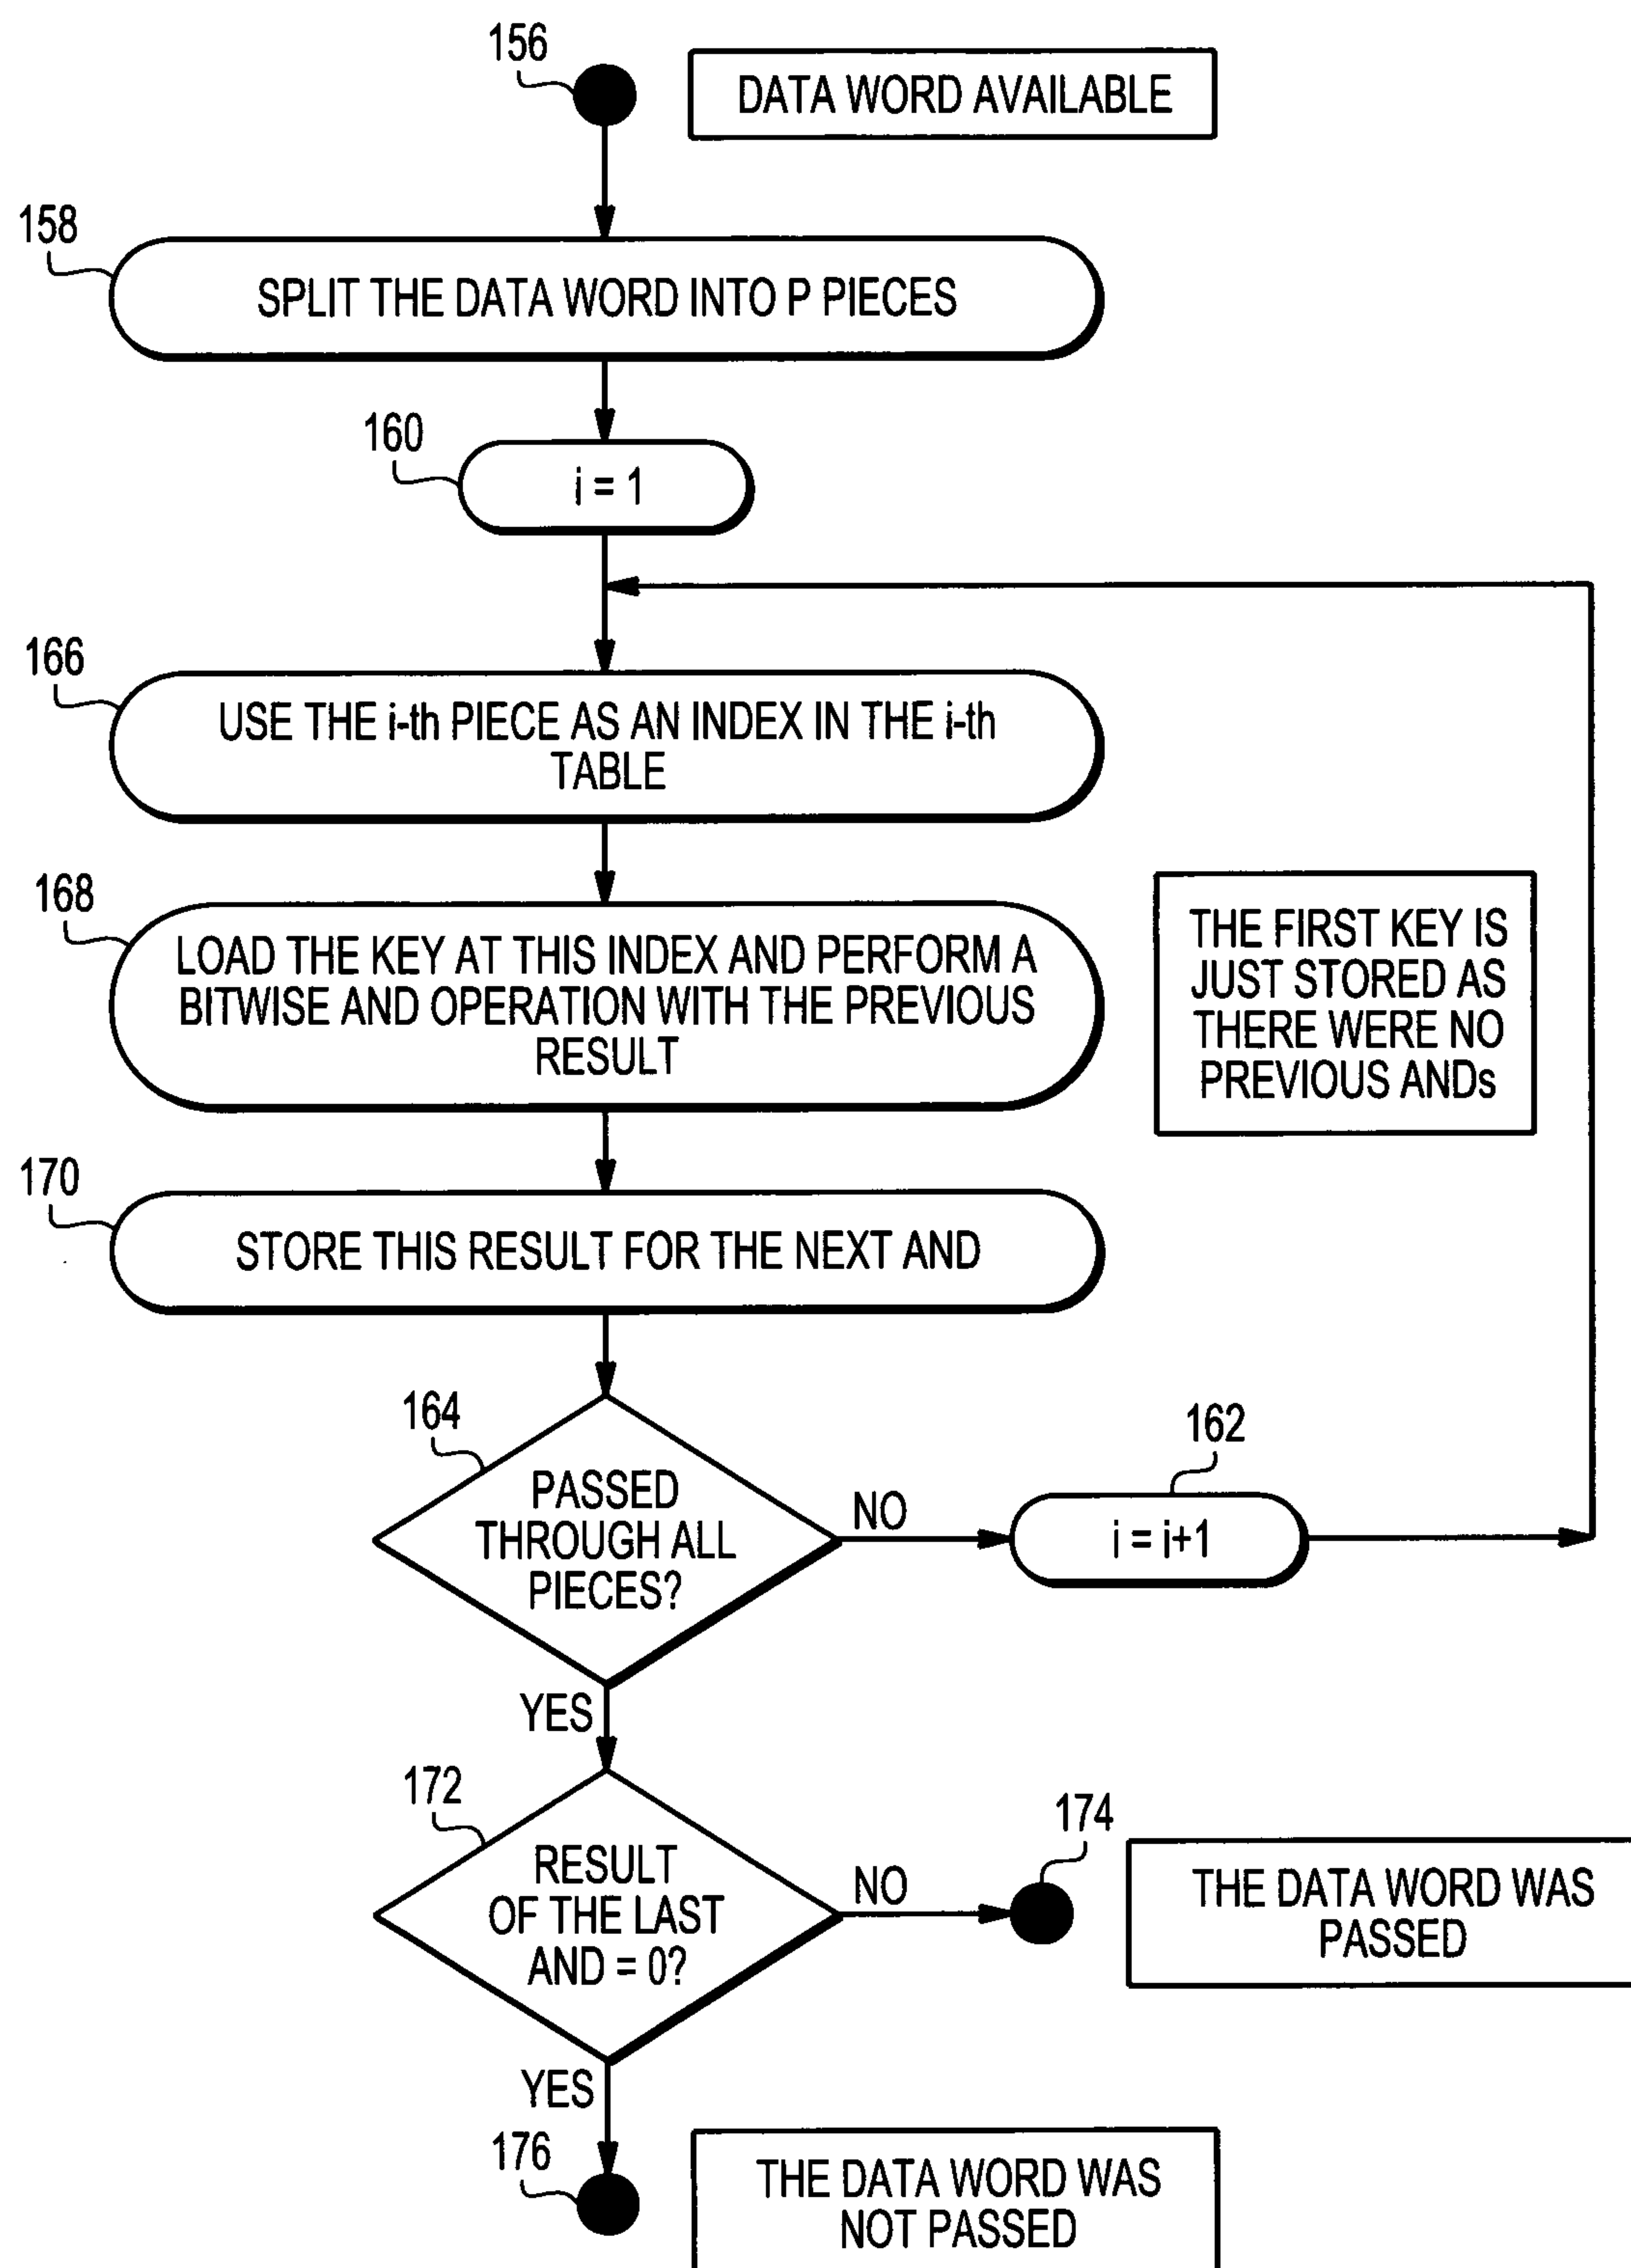 156
DATA WORD AVAILABLE
158
SPLIT THE DATA WORD INTO P PIECES
160
i = 1
166
USE THE i-th PIECE AS AN INDEX IN THE i-th
TABLE
168
LOAD THE KEY AT THIS INDEX AND PERFORM A
BITWISE AND OPERATION WITH THE PREVIOUS
RESULT
THE FIRST KEY IS
JUST STORED AS
THERE WERE NO
PREVIOUS ANDs
170
STORE THIS RESULT FOR THE NEXT AND
164
PASSED
THROUGH ALL
PIECES?
NO
162
i = i+1
YES
172
RESULT
OF THE LAST
AND = 0?
NO
174
THE DATA WORD WAS
PASSED
YES
176
THE DATA WORD WAS
NOT PASSED